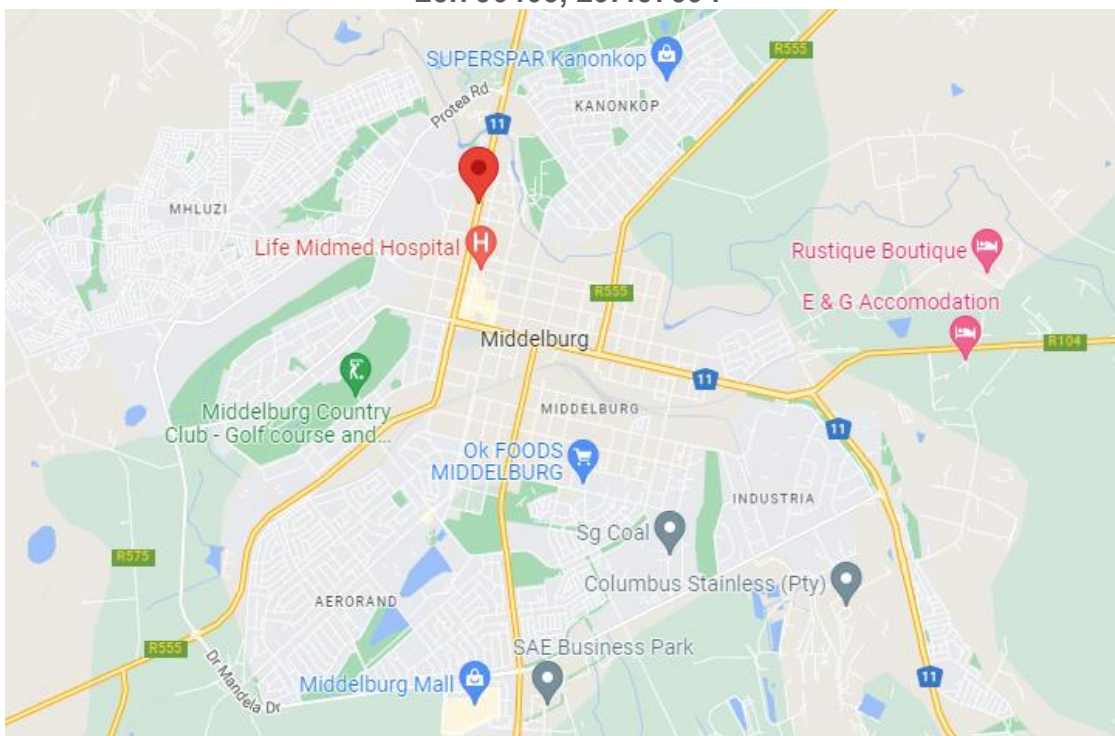 R555
SUPERSPAR Kanonkop
Protea Rd
KANONKOP
11
MHLUZI
Life Midmed Hospital
H
Rustique Boutique
R555
E & G Accomodation
Middelburg
R104
11
Middelburg Country
Club - Golf course and...
MIDDELBURG
11
Ok FOODS
MIDDELBURG
INDUSTRIA
Sg Coal
R575
Columbus Stainless (Pty)
AERORAND
R555
SAE Business Park
Dr Mandela Dr
Middelburg Mall
11